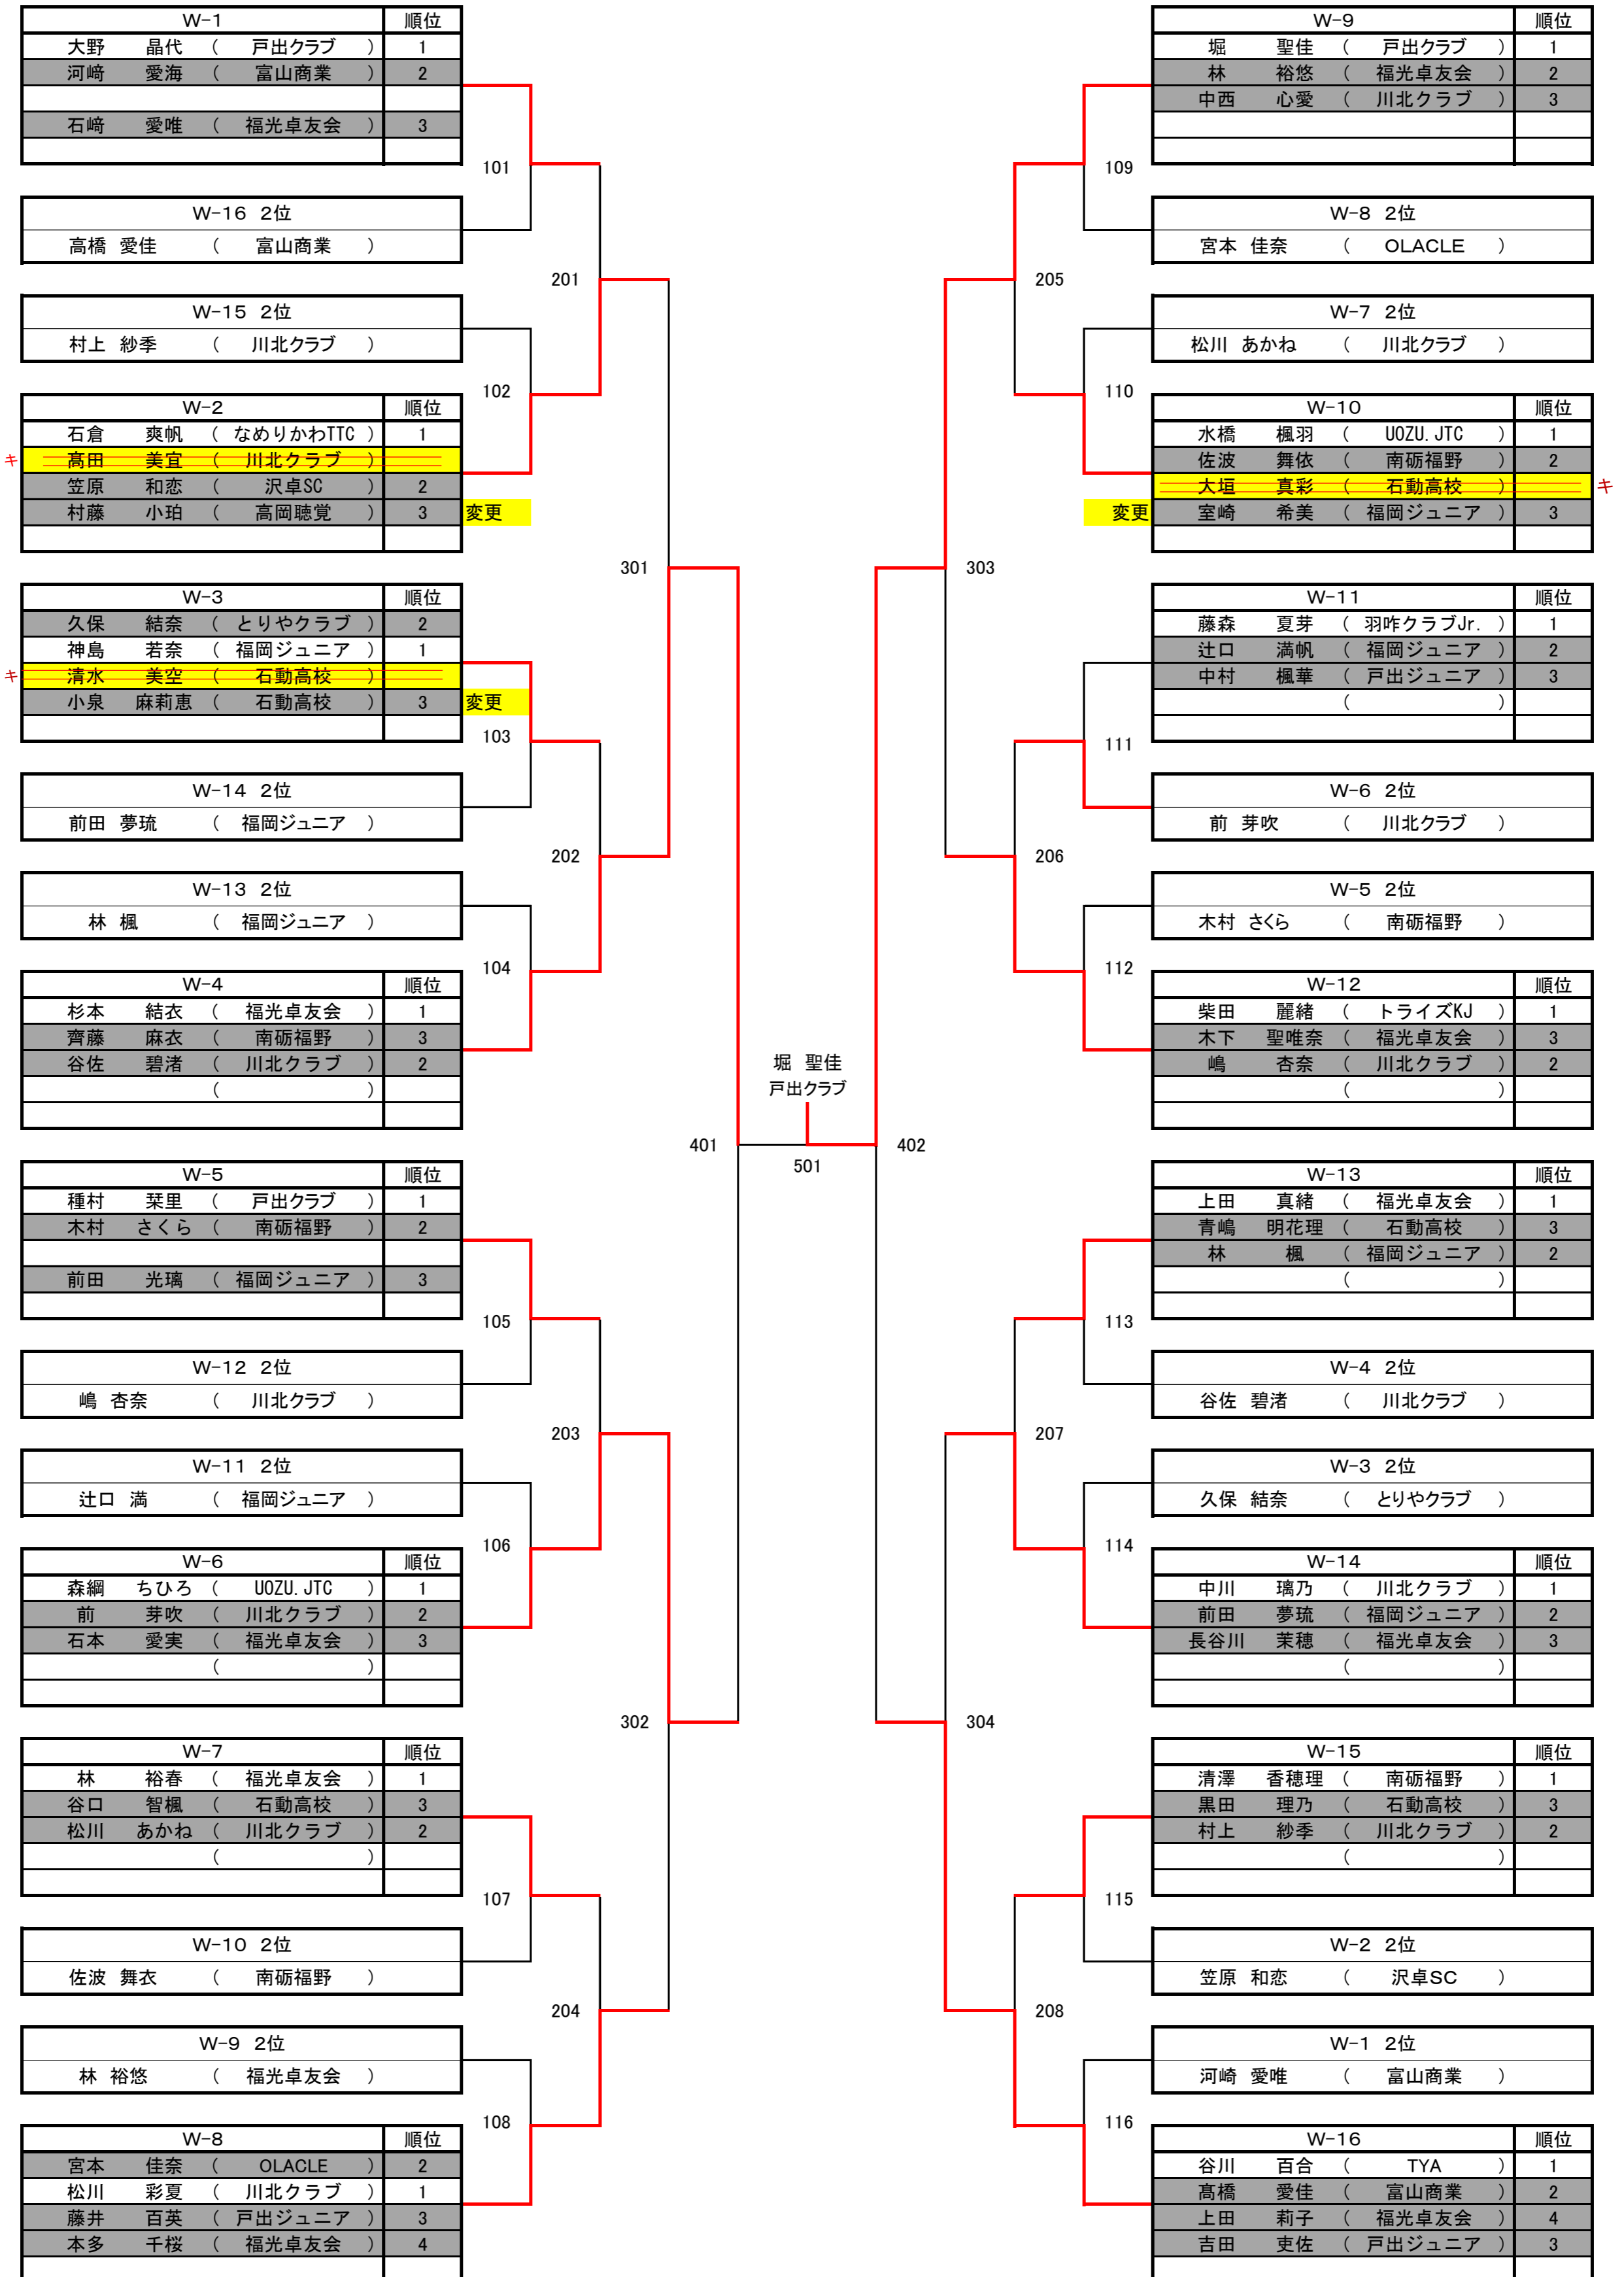 W-1 順位
大野 晶代 ( 戸出クラブ ) 1
河﨑 愛海 ( 富山商業 ) 2
石﨑 愛唯 ( 福光卓友会 ) 3
101
W-16 2位
高橋 愛佳 ( 富山商業 )
201
W-15 2位
村上 紗季 ( 川北クラブ )
102
W-2 順位
石倉 爽帆 ( なめりかわTTC ) 1
キ 髙田 美宜 ( 川北クラブ )
笠原 和恋 ( 沢卓SC ) 2
村藤 小珀 ( 高岡聴覚 ) 3 変更
301
W-3 順位
久保 結奈 ( とりやクラブ ) 2
神島 若奈 ( 福岡ジュニア ) 1
キ 清水 美空 ( 石動高校 )
小泉 麻莉恵 ( 石動高校 ) 3 変更
103
W-14 2位
前田 夢琉 ( 福岡ジュニア )
202
W-13 2位
林 楓 ( 福岡ジュニア )
104
W-4 順位
杉本 結衣 ( 福光卓友会 ) 1
齊藤 麻衣 ( 南砺福野 ) 3
谷佐 碧渚 ( 川北クラブ ) 2
( )
401
W-5 順位
種村 栞里 ( 戸出クラブ ) 1
木村 さくら ( 南砺福野 ) 2
前田 光璃 ( 福岡ジュニア ) 3
105
W-12 2位
嶋 杏奈 ( 川北クラブ )
203
W-11 2位
辻口 満 ( 福岡ジュニア )
106
W-6 順位
森綱 ちひろ ( UOZU.JTC ) 1
前 芽吹 ( 川北クラブ ) 2
石本 愛実 ( 福光卓友会 ) 3
( )
302
W-7 順位
林 裕春 ( 福光卓友会 ) 1
谷口 智楓 ( 石動高校 ) 3
松川 あかね ( 川北クラブ ) 2
( )
107
W-10 2位
佐波 舞衣 ( 南砺福野 )
204
W-9 2位
林 裕悠 ( 福光卓友会 )
108
W-8 順位
宮本 佳奈 ( OLACLE ) 2
松川 彩夏 ( 川北クラブ ) 1
藤井 百英 ( 戸出ジュニア ) 3
本多 千桜 ( 福光卓友会 ) 4
堀 聖佳
戸出クラブ
501
W-9 順位
堀 聖佳 ( 戸出クラブ ) 1
林 裕悠 ( 福光卓友会 ) 2
中西 心愛 ( 川北クラブ ) 3
109
W-8 2位
宮本 佳奈 ( OLACLE )
205
W-7 2位
松川 あかね ( 川北クラブ )
110
W-10 順位
水橋 楓羽 ( UOZU.JTC ) 1
佐波 舞依 ( 南砺福野 ) 2
大垣 真彩 ( 石動高校 ) キ
変更 室崎 希美 ( 福岡ジュニア ) 3
303
W-11 順位
藤森 夏芽 ( 羽咋クラブJr. ) 1
辻口 満帆 ( 福岡ジュニア ) 2
中村 楓華 ( 戸出ジュニア ) 3
( )
111
W-6 2位
前 芽吹 ( 川北クラブ )
206
W-5 2位
木村 さくら ( 南砺福野 )
112
W-12 順位
柴田 麗緒 ( トライズKJ ) 1
木下 聖唯奈 ( 福光卓友会 ) 3
嶋 杏奈 ( 川北クラブ ) 2
( )
402
W-13 順位
上田 真緒 ( 福光卓友会 ) 1
青嶋 明花理 ( 石動高校 ) 3
林 楓 ( 福岡ジュニア ) 2
( )
113
W-4 2位
谷佐 碧渚 ( 川北クラブ )
207
W-3 2位
久保 結奈 ( とりやクラブ )
114
W-14 順位
中川 璃乃 ( 川北クラブ ) 1
前田 夢琉 ( 福岡ジュニア ) 2
長谷川 茉穂 ( 福光卓友会 ) 3
( )
304
W-15 順位
清澤 香穂理 ( 南砺福野 ) 1
黒田 理乃 ( 石動高校 ) 3
村上 紗季 ( 川北クラブ ) 2
( )
115
W-2 2位
笠原 和恋 ( 沢卓SC )
208
W-1 2位
河崎 愛唯 ( 富山商業 )
116
W-16 順位
谷川 百合 ( TYA ) 1
髙橋 愛佳 ( 富山商業 ) 2
上田 莉子 ( 福光卓友会 ) 4
吉田 吏佐 ( 戸出ジュニア ) 3